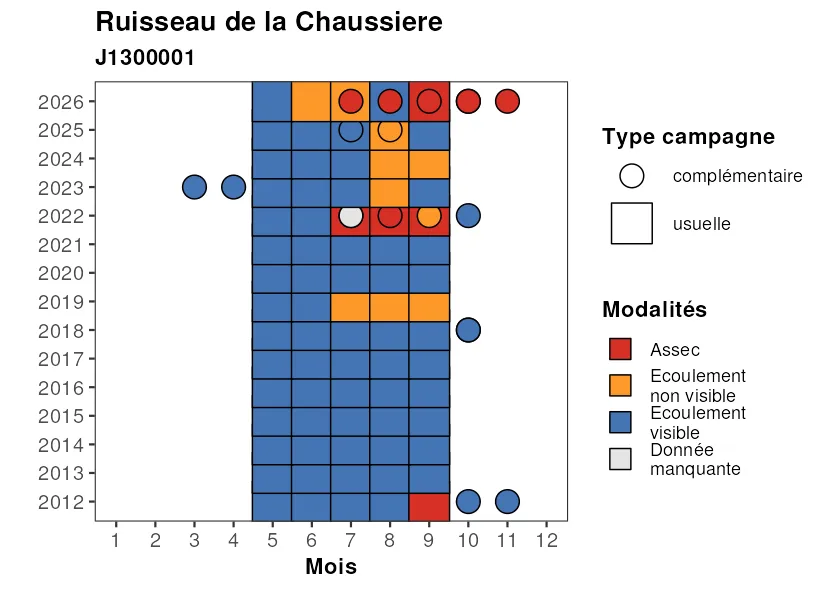 Ruisseau de la Chaussiere
J1300001
2026
2025
2024
2023
2022
2021
2020
2019
2018
2017
2016
2015
2014
2013
2012
1 2 3 4 5 6 7 8 9 10 11 12
Mois
Type campagne
complémentaire
usuelle
Modalités
Assec
Ecoulement
non visible
Ecoulement
visible
Donnée
manquante